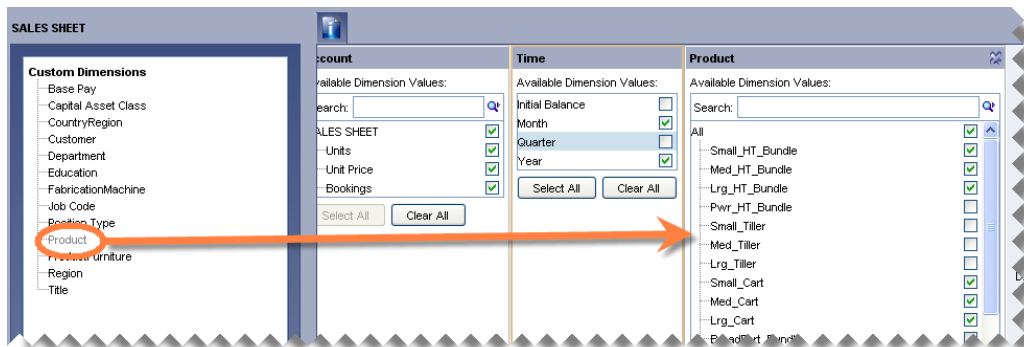 SALES SHEET
Custom Dimensions
Base Pay
Capital Asset Class
CountryRegion
Customer
Department
Education
FabricationMachine
Job Code
Position Type
Product
ProductFurniture
Region
Title
ccount
vailable Dimension Values:
earch:
ALES SHEET
Units
Unit Price
Bookings
Select All
Clear All
Time
Available Dimension Values:
Initial Balance
Month
Quarter
Year
Select All
Clear All
Product
Available Dimension Values:
Search:
All
Small_HT_Bundle
Med_HT_Bundle
Lrg_HT_Bundle
Pwr_HT_Bundle
Small_Tiller
Med_Tiller
Lrg_Tiller
Small_Cart
Med_Cart
Lrg_Cart